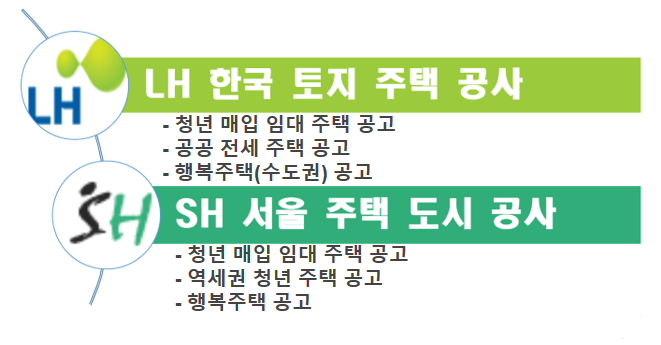 LH
LH 한국 토지 주택 공사
- 청년 매입 임대 주택 공고
- 공공 전세 주택 공고
- 행복주택(수도권) 공고
SH
SH 서울 주택 도시 공사
- 청년 매입 임대 주택 공고
- 역세권 청년 주택 공고
- 행복주택 공고